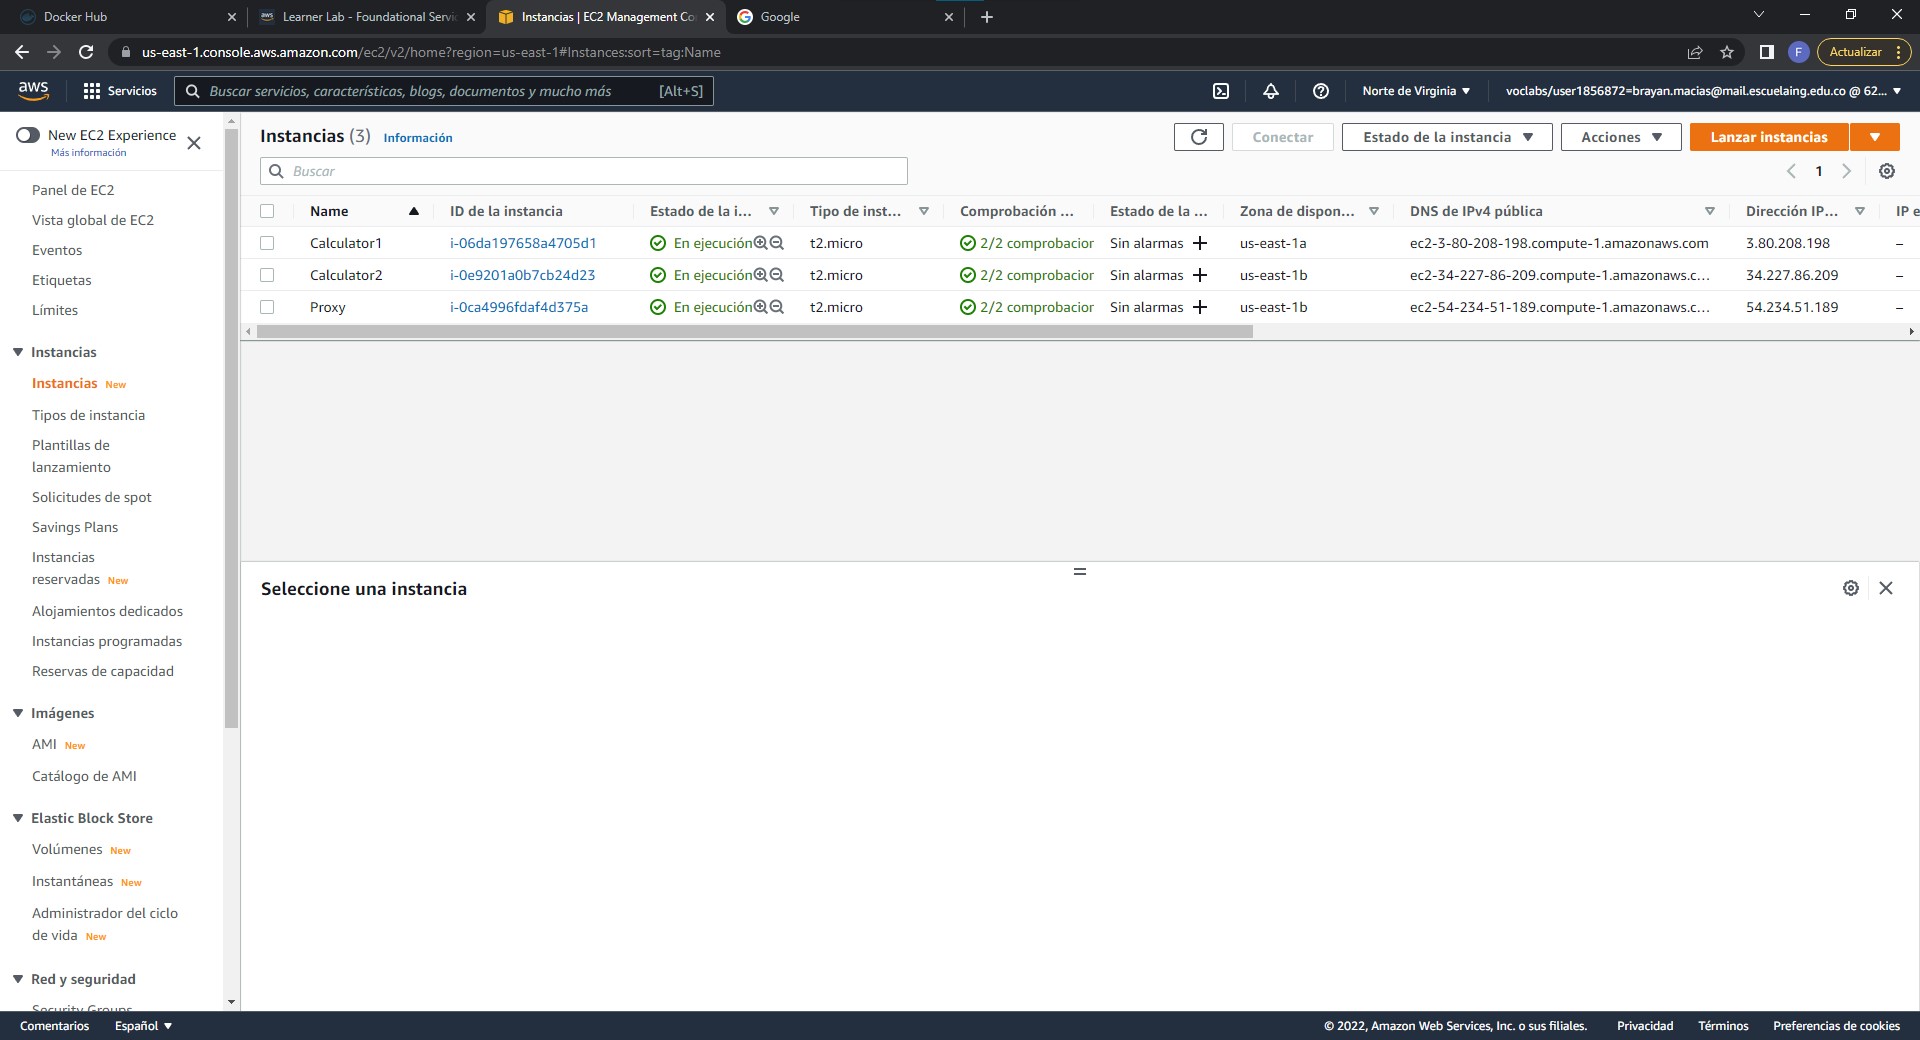 Docker Hub
Learner Lab - Foundational Servic
Instancias | EC2 Management Co
Google
us-east-1.console.aws.amazon.com/ec2/v2/home?region=us-east-1#Instances:sort=tag:Name
F
Actualizar
aws
Servicios
Buscar servicios, características, blogs, documentos y mucho más
[Alt+S]
Norte de Virginia
voclabs/user1856872=brayan.macias@mail.escuelaing.edu.co @ 62...
New EC2 Experience
Más información
Panel de EC2
Vista global de EC2
Eventos
Etiquetas
Límites
Instancias
Instancias New
Tipos de instancia
Plantillas de
lanzamiento
Solicitudes de spot
Savings Plans
Instancias
reservadas New
Alojamientos dedicados
Instancias programadas
Reservas de capacidad
Imágenes
AMI New
Catálogo de AMI
Elastic Block Store
Volúmenes New
Instantáneas New
Administrador del ciclo
de vida New
Red y seguridad
Security Groups
Instancias (3) Información
Conectar
Estado de la instancia
Acciones
Lanzar instancias
Buscar
1
Name ID de la instancia Estado de la i... Tipo de inst... Comprobación ... Estado de la ... Zona de dispon... DNS de IPv4 pública Dirección IP... IP e
Calculator1 i-06da197658a4705d1 En ejecución t2.micro 2/2 comprobacior Sin alarmas us-east-1a ec2-3-80-208-198.compute-1.amazonaws.com 3.80.208.198 –
Calculator2 i-0e9201a0b7cb24d23 En ejecución t2.micro 2/2 comprobacior Sin alarmas us-east-1b ec2-34-227-86-209.compute-1.amazonaws.c... 34.227.86.209 –
Proxy i-0ca4996fdaf4d375a En ejecución t2.micro 2/2 comprobacior Sin alarmas us-east-1b ec2-54-234-51-189.compute-1.amazonaws.c... 54.234.51.189 –
Seleccione una instancia
Comentarios
Español
© 2022, Amazon Web Services, Inc. o sus filiales.
Privacidad
Términos
Preferencias de cookies